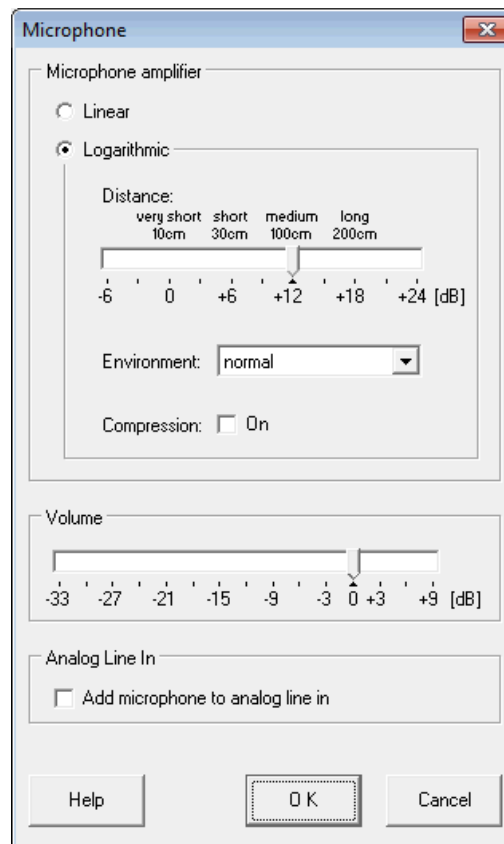 Microphone
Microphone amplifier
Linear
Logarithmic
Distance:
very short short medium long
10cm 30cm 100cm 200cm
-6 0 +6 +12 +18 +24 [dB]
Environment: normal
Compression: On
Volume
-33 -27 -21 -15 -9 -3 0 +3 +9 [dB]
Analog Line In
Add microphone to analog line in
Help O K Cancel